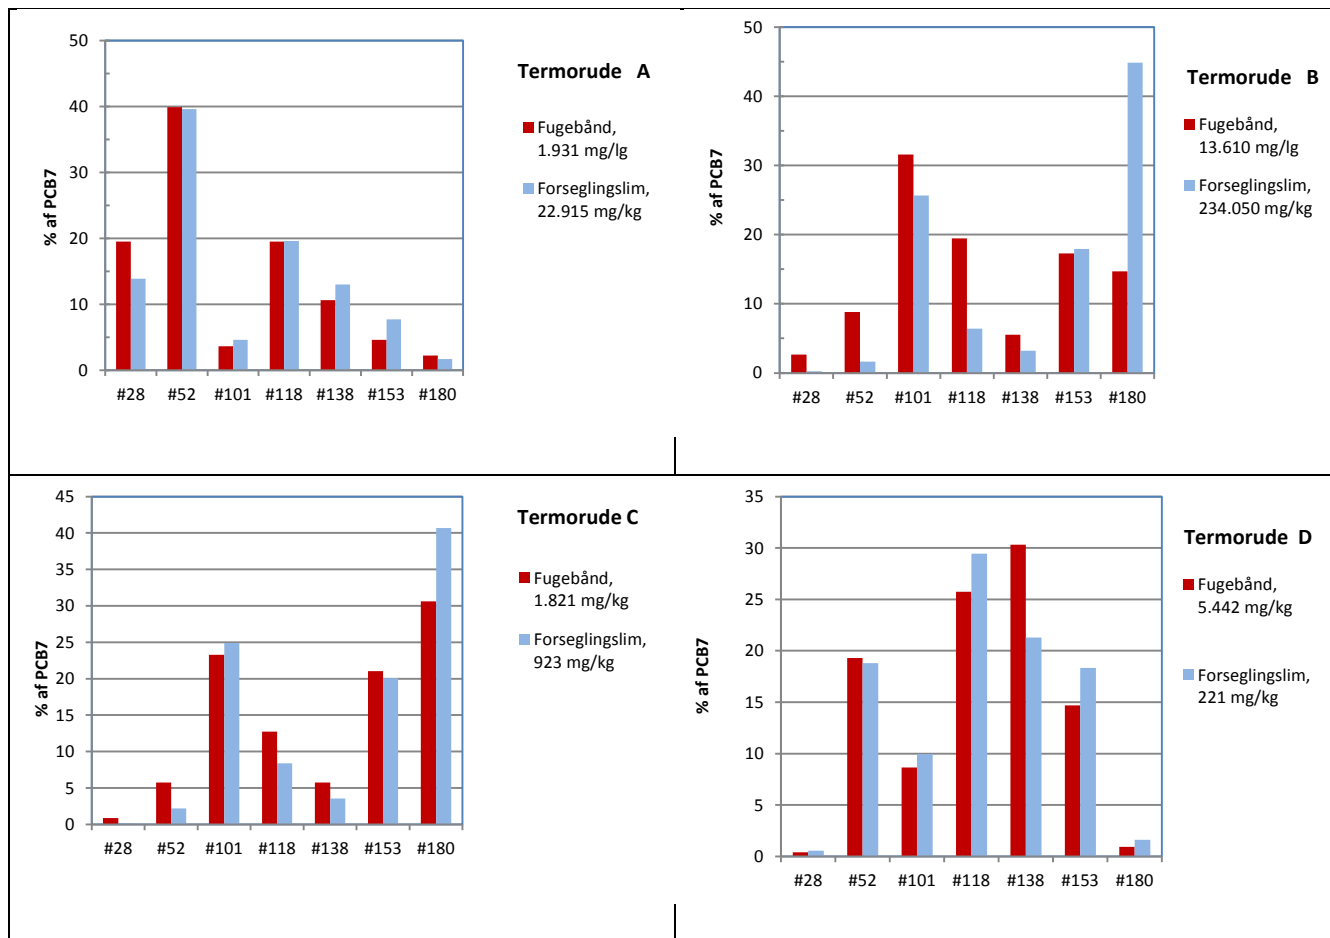 Termorude A
Fugebånd,
1.931 mg/lg
Forseglingslim,
22.915 mg/kg
% af PCB7
50
40
30
20
10
0
#28 #52 #101 #118 #138 #153 #180
Termorude B
Fugebånd,
13.610 mg/lg
Forseglingslim,
234.050 mg/kg
% af PCB7
50
40
30
20
10
0
#28 #52 #101 #118 #138 #153 #180
Termorude C
Fugebånd,
1.821 mg/kg
Forseglingslim,
923 mg/kg
% af PCB7
45
40
35
30
25
20
15
10
5
0
#28 #52 #101 #118 #138 #153 #180
Termorude D
Fugebånd,
5.442 mg/kg
Forseglingslim,
221 mg/kg
% af PCB7
35
30
25
20
15
10
5
0
#28 #52 #101 #118 #138 #153 #180